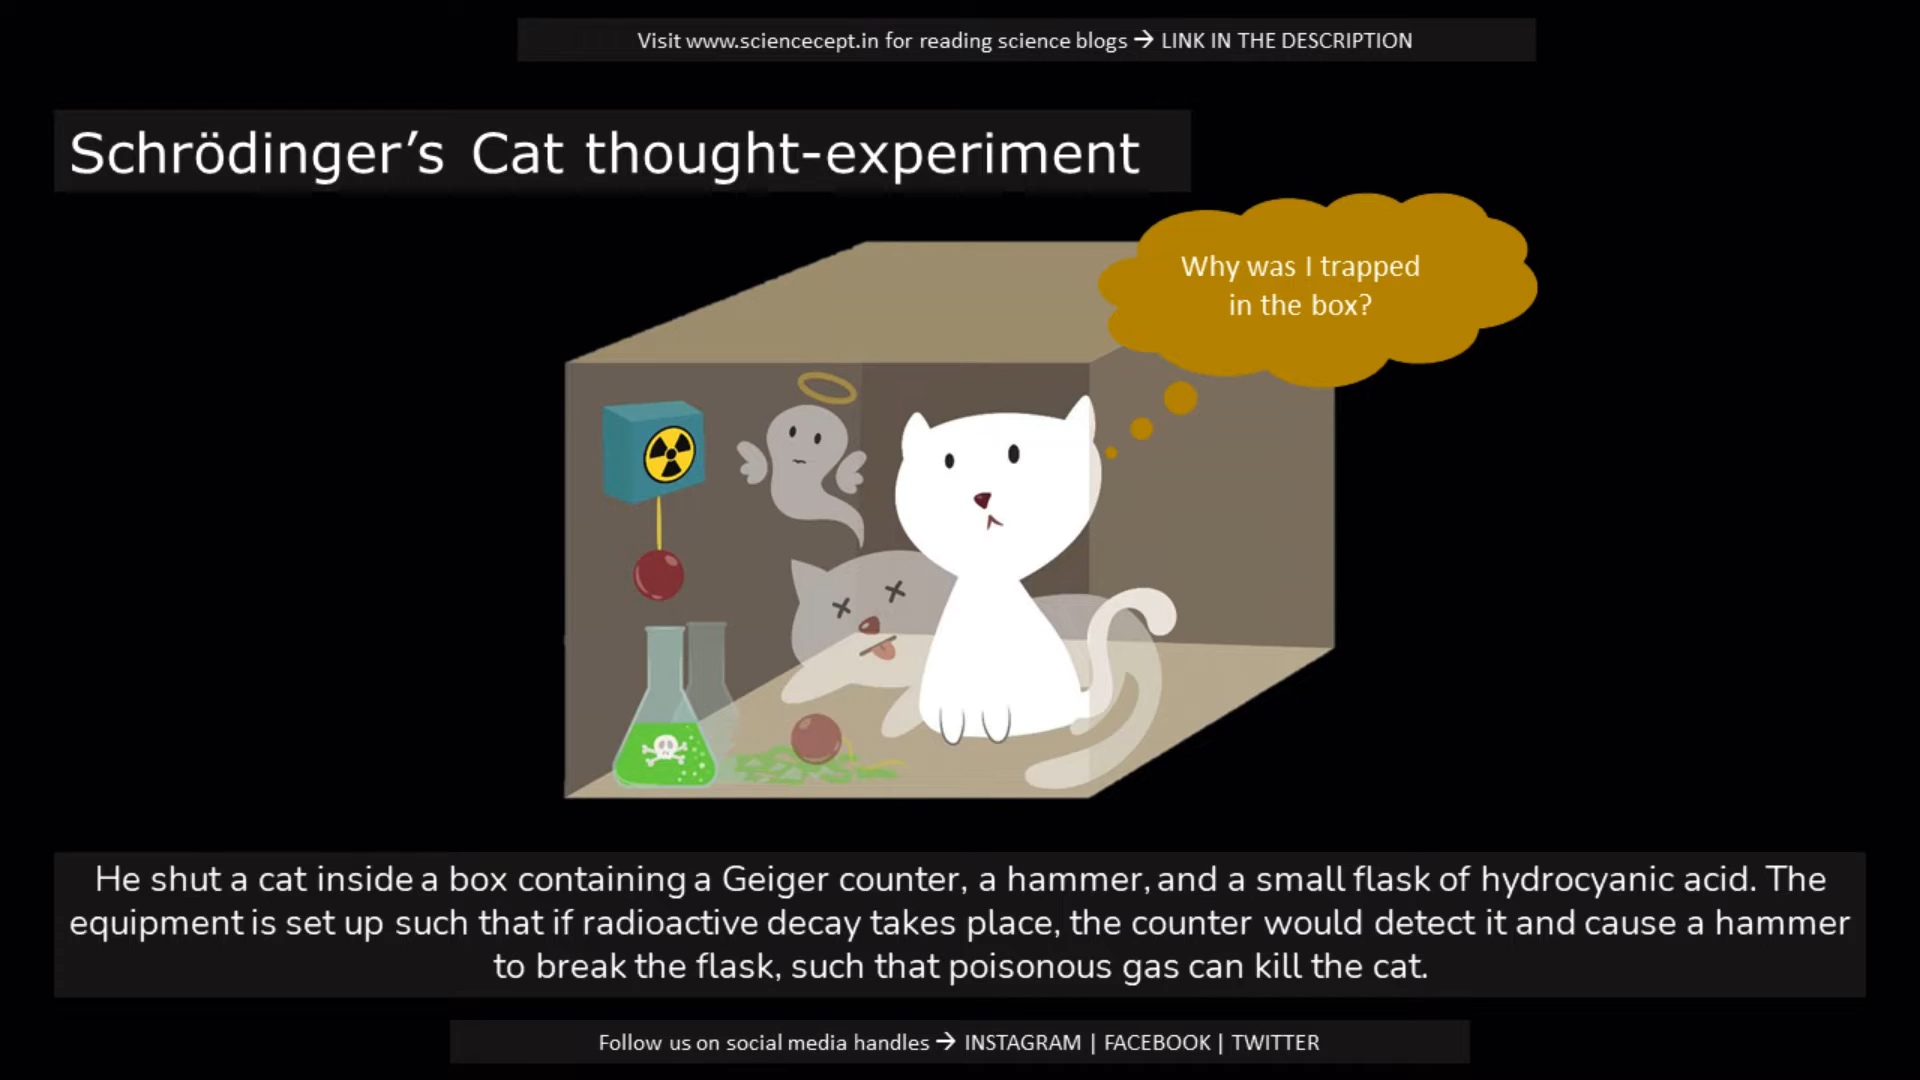 Visit www.sciencecept.in for reading science blogs → LINK IN THE DESCRIPTION
Schrödinger’s Cat thought-experiment
Why was I trapped
in the box?
He shut a cat inside a box containing a Geiger counter, a hammer, and a small flask of hydrocyanic acid. The
equipment is set up such that if radioactive decay takes place, the counter would detect it and cause a hammer
to break the flask, such that poisonous gas can kill the cat.
Follow us on social media handles → INSTAGRAM | FACEBOOK | TWITTER